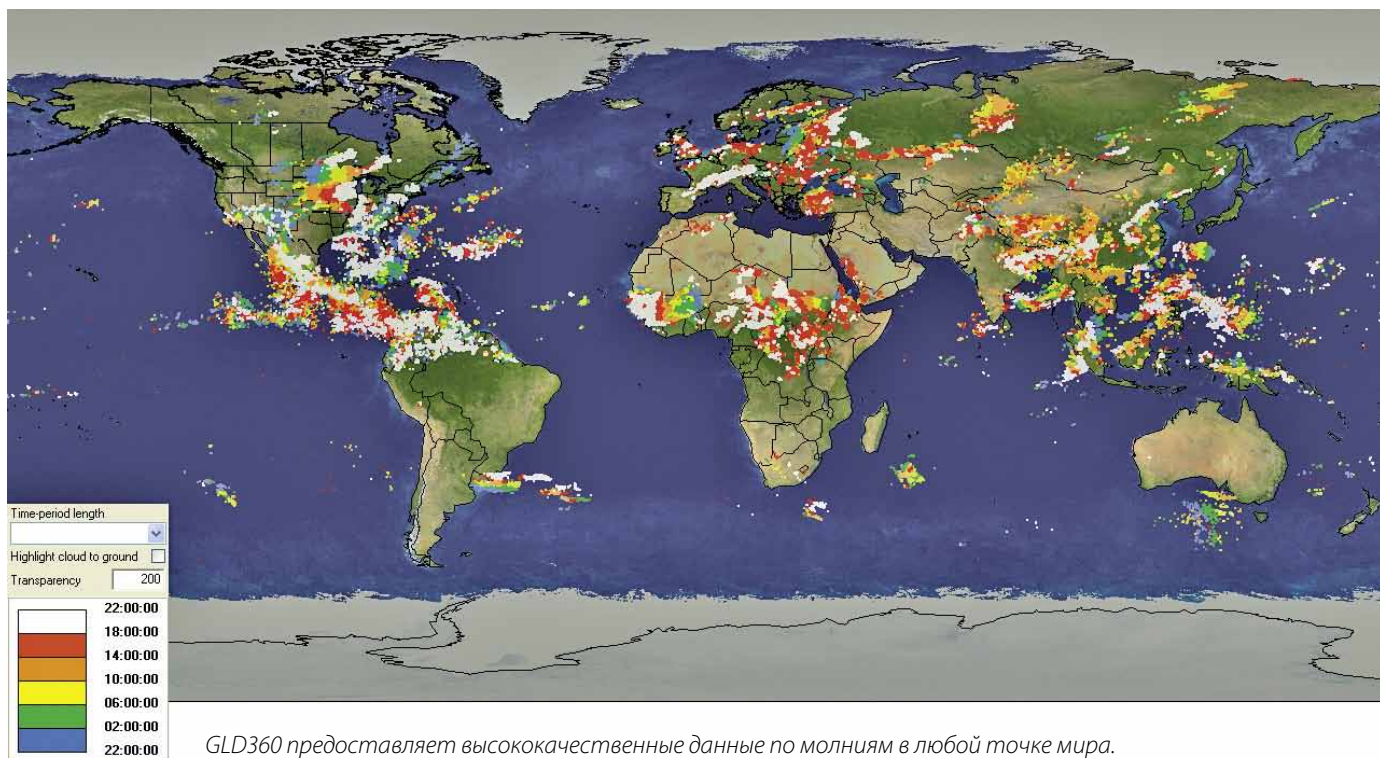 Time-period length
Highlight cloud to ground
Transparency 200
22:00:00
18:00:00
14:00:00
10:00:00
06:00:00
02:00:00
22:00:00
GLD360 предоставляет высококачественные данные по молниям в любой точке мира.